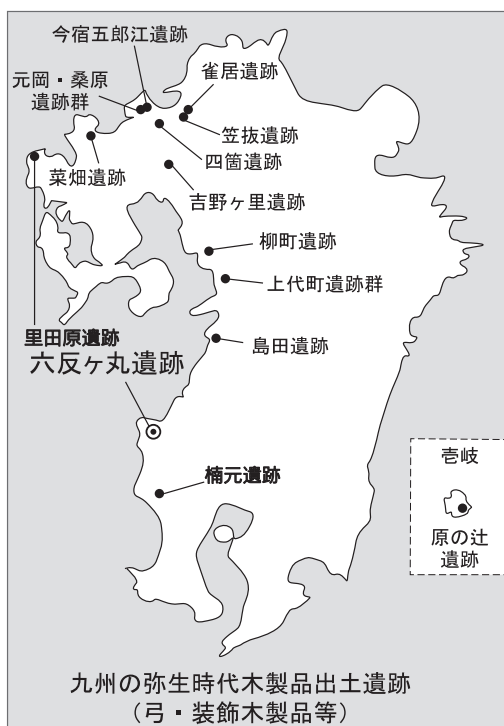 今宿五郎江遺跡
元岡・桑原
遺跡群
雀居遺跡
笠抜遺跡
四箇遺跡
菜畑遺跡
吉野ヶ里遺跡
柳町遺跡
上代町遺跡群
里田原遺跡
島田遺跡
六反ヶ丸遺跡
楠元遺跡
壱岐
原の辻
遺跡
九州の弥生時代木製品出土遺跡
(弓・装飾木製品等)